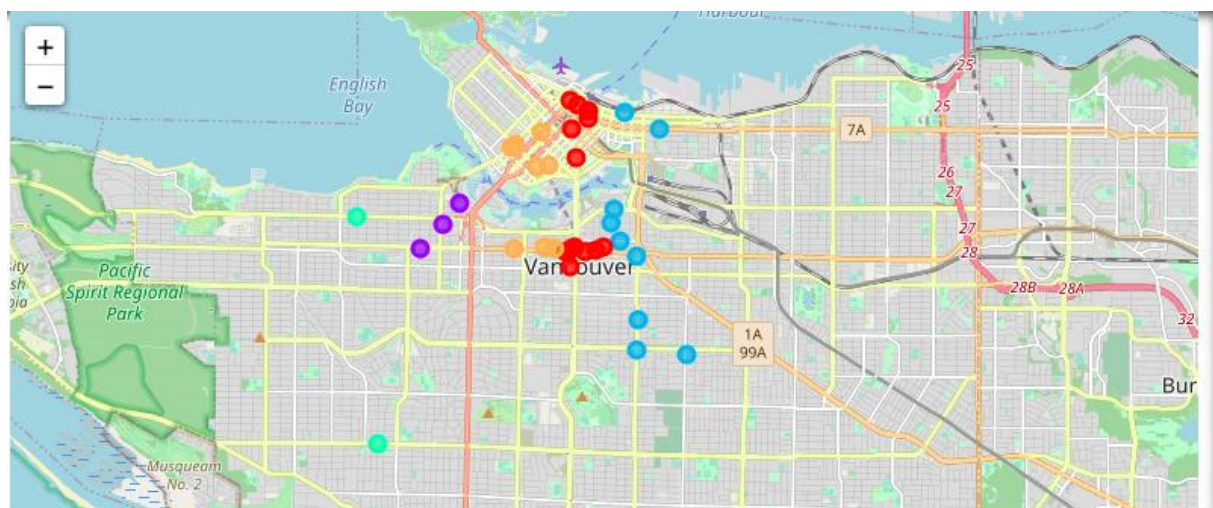 Harbour
+
−
English
Bay
25
25
7A
26
27
27
28
Vancouver
Pacific
Spirit Regional
Park
28B
28A
32
1A
99A
Bur
Musqueam
No. 2